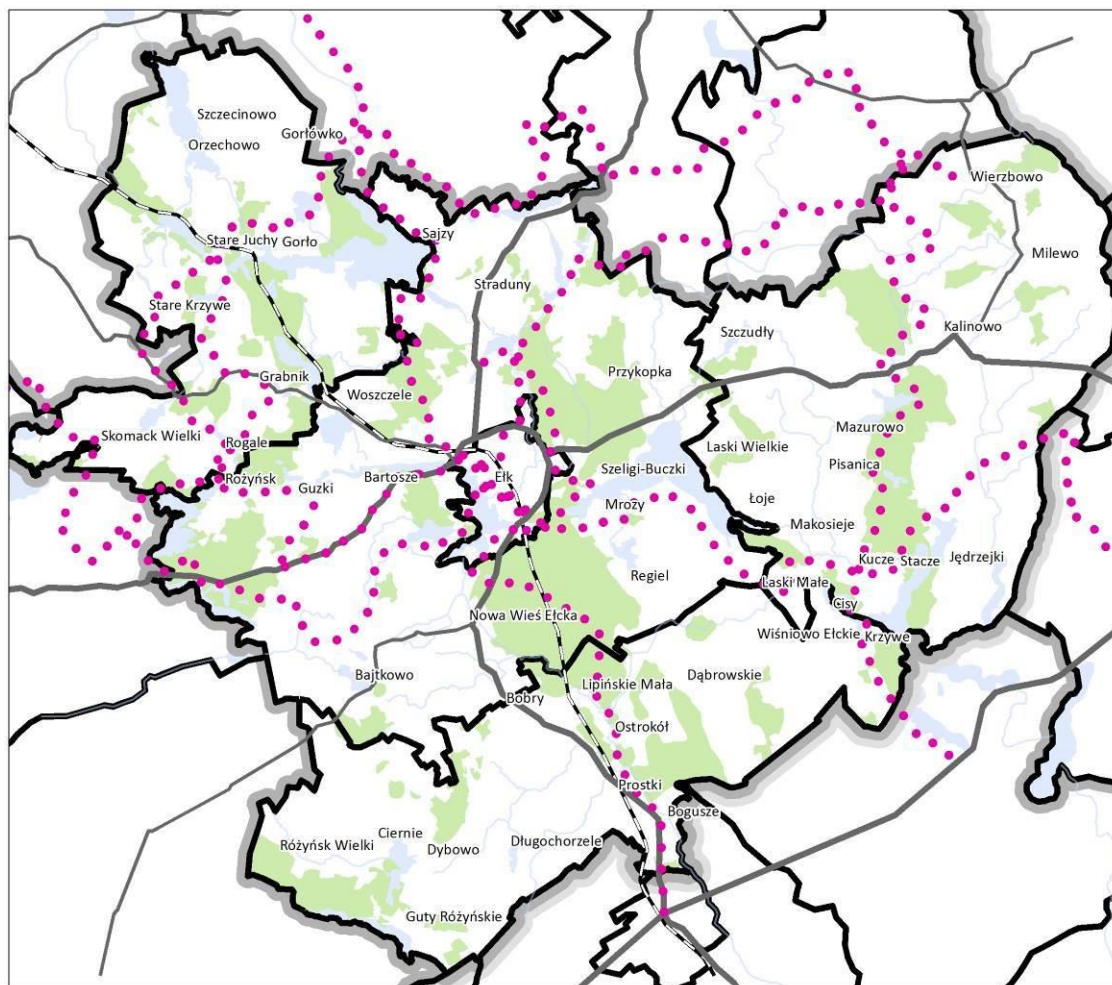 Szczecinowo
Gorłówko
Orzechowo
Wierzbowo
Sajzy
Stare Juchy
Gorło
Milewo
Straduny
Stare Krzywe
Kalinowo
Szczudły
Przykopka
Grabnik
Woszczele
Mazurowo
Skomack Wielki
Rogale
Laski Wielkie
Pisanica
Rożyńsk
Bartosze
Ełk
Szeligi-Buczki
Guzki
Mrozy
Łoje
Makosieje
Kucze
Stacze
Jędrzejki
Regiel
Laski Małe
Cisy
Nowa Wieś Ełcka
Wiśniowo Ełckie
Krzywe
Bajtkowo
Lipińskie Mała
Dąbrowskie
Bobry
Ostrokół
Prostki
Bogusze
Ciernie
Różyńsk Wielki
Dybowo
Długochorzele
Guty Różyńskie